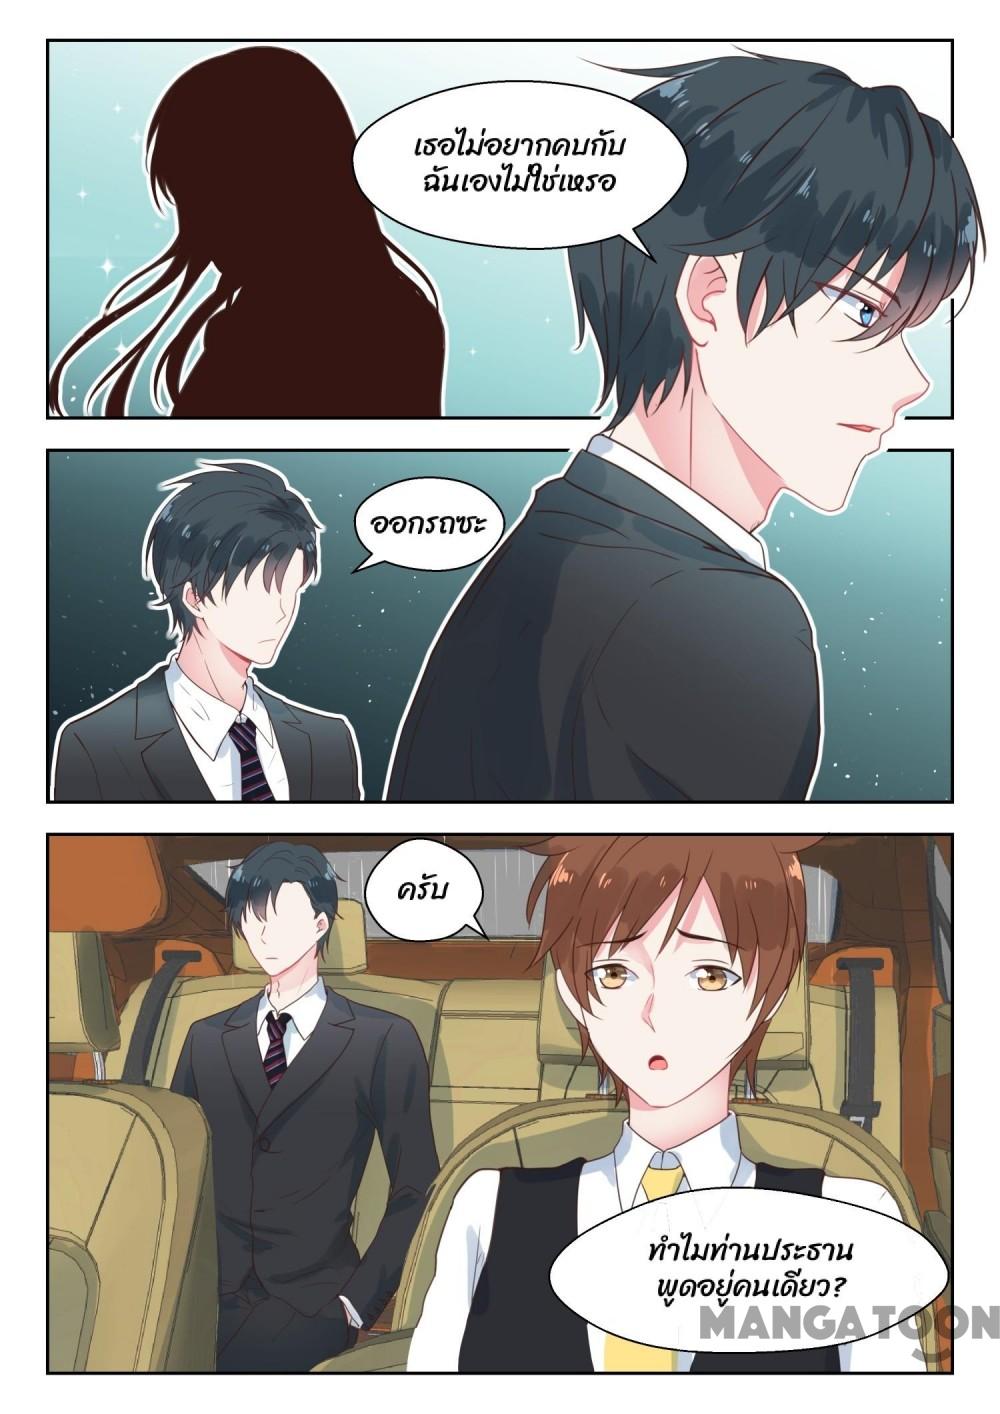 เธอไม่อยากคบกับ
ฉันเองไม่ใช่เหรอ
ออกรถซะ
ครับ
ทำไมท่านประธาน
พูดอยู่คนเดียว?
MANGATOON